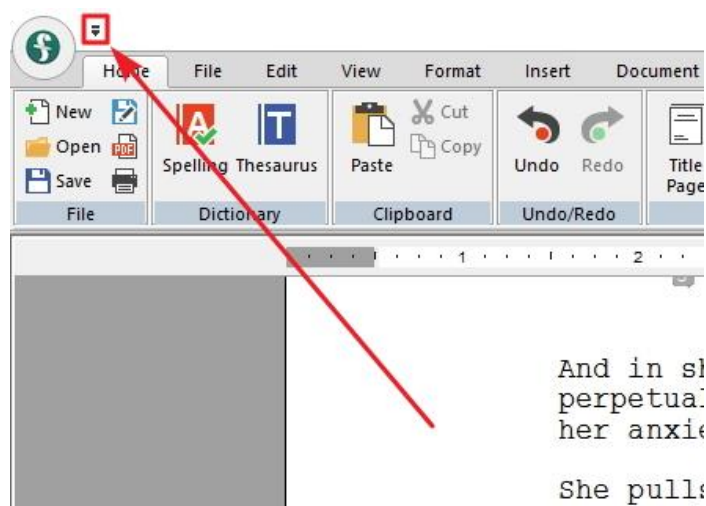 Home File Edit View Format Insert Document
New
Open
Save
Spelling Thesaurus
Paste
Cut
Copy
Undo Redo
Title
Page
File Dictionary Clipboard Undo/Redo
1 2
And in sh
perpetual
her anxie
She pulls